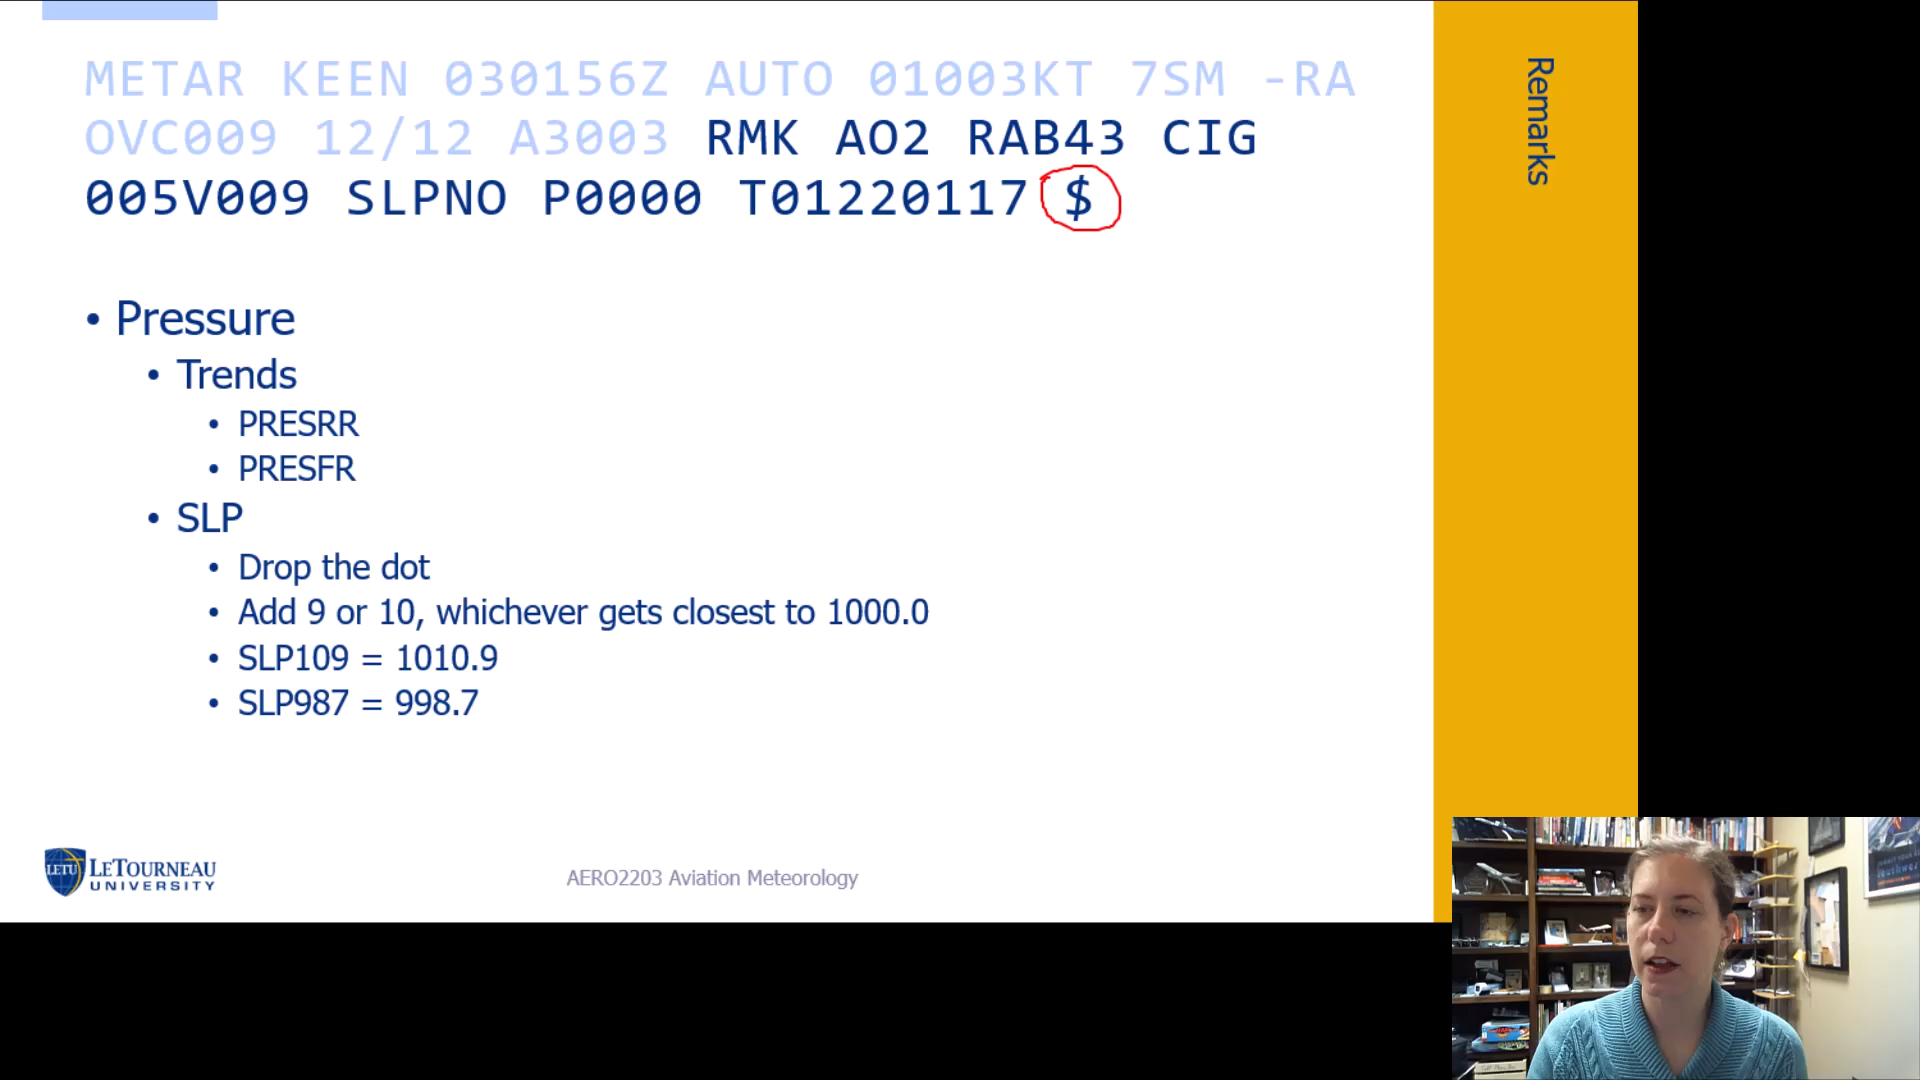 METAR KEEN 030156Z AUTO 01003KT 7SM -RA
OVC009 12/12 A3003 RMK AO2 RAB43 CIG
005V009 SLPNO P0000 T01220117 $
Remarks
• Pressure
• Trends
• PRESRR
• PRESFR
• SLP
• Drop the dot
• Add 9 or 10, whichever gets closest to 1000.0
• SLP109 = 1010.9
• SLP987 = 998.7
LETU LETOURNEAU
UNIVERSITY
AERO2203 Aviation Meteorology